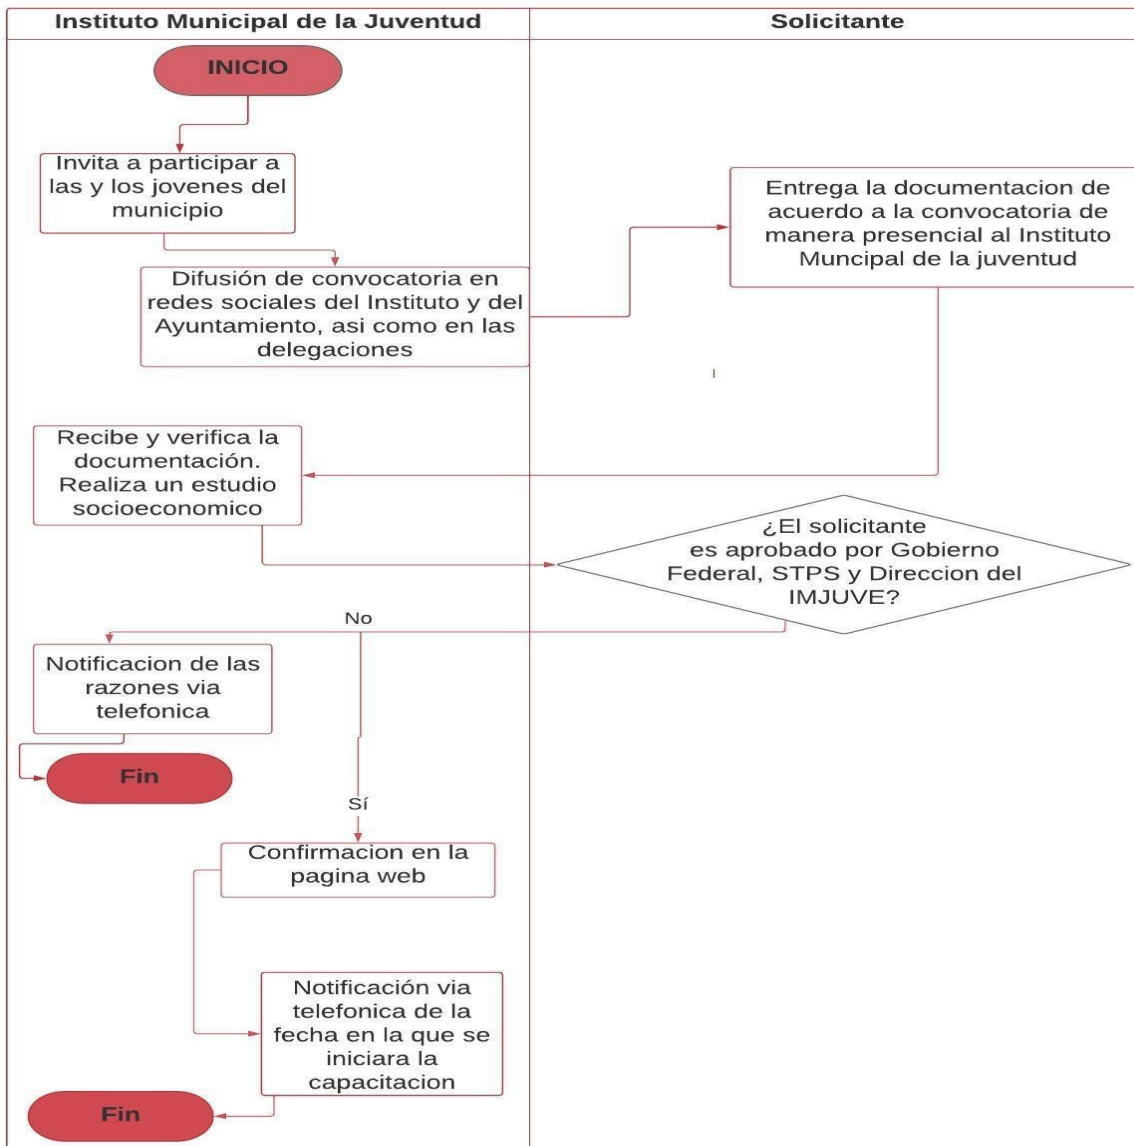 Instituto Municipal de la Juventud
Solicitante
INICIO
Invita a participar a
las y los jovenes del
municipio
Entrega la documentacion de
acuerdo a la convocatoria de
manera presencial al Instituto
Muncipal de la juventud
Difusión de convocatoria en
redes sociales del Instituto y del
Ayuntamiento, asi como en las
delegaciones
Recibe y verifica la
documentación.
Realiza un estudio
socioeconomico
¿El solicitante
es aprobado por Gobierno
Federal, STPS y Direccion del
IMJUVE?
No
Notificacion de las
razones via
telefonica
Fin
Sí
Confirmacion en la
pagina web
Notificación via
telefonica de la
fecha en la que se
iniciara la
capacitacion
Fin